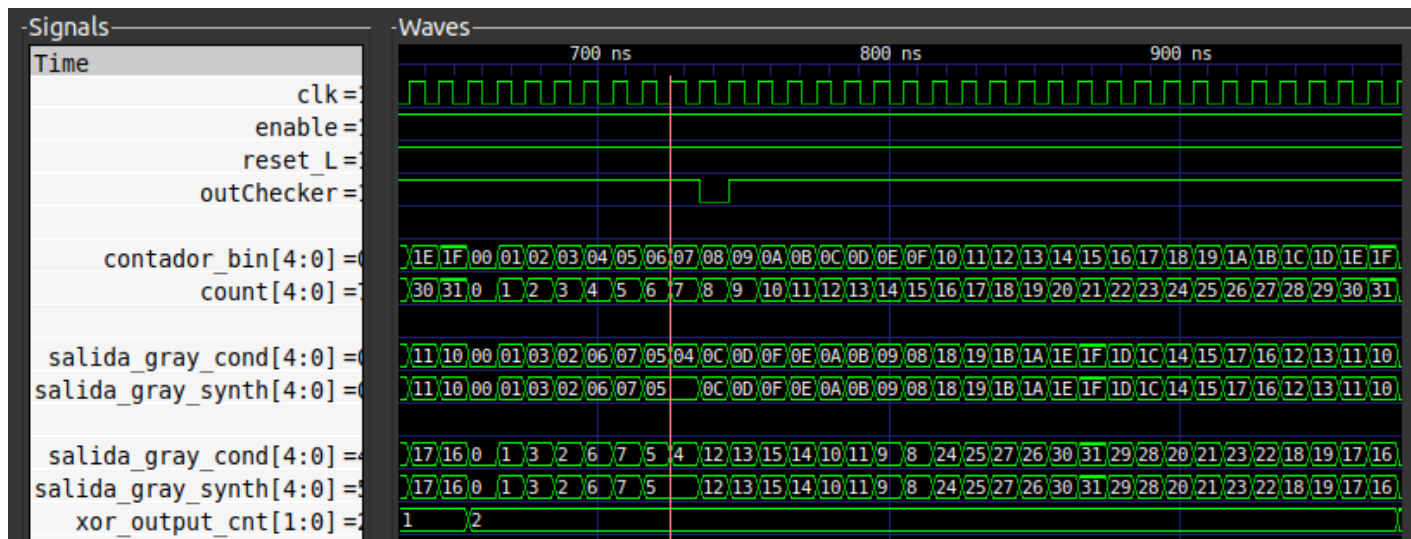 Signals
Waves
Time
700 ns 800 ns 900 ns
clk =
enable =
reset_L =
outChecker =
contador_bin[4:0] =
1E 1F 00 01 02 03 04 05 06 07 08 09 0A 0B 0C 0D 0E 0F 10 11 12 13 14 15 16 17 18 19 1A 1B 1C 1D 1E 1F
count[4:0] =
30 31 0 1 2 3 4 5 6 7 8 9 10 11 12 13 14 15 16 17 18 19 20 21 22 23 24 25 26 27 28 29 30 31
salida_gray_cond[4:0] =
11 10 00 01 03 02 06 07 05 04 0C 0D 0F 0E 0A 0B 09 08 18 19 1B 1A 1E 1F 1D 1C 14 15 17 16 12 13 11 10
salida_gray_synth[4:0] =
11 10 00 01 03 02 06 07 05 0C 0D 0F 0E 0A 0B 09 08 18 19 1B 1A 1E 1F 1D 1C 14 15 17 16 12 13 11 10
salida_gray_cond[4:0] =
17 16 0 1 3 2 6 7 5 4 12 13 15 14 10 11 9 8 24 25 27 26 30 31 29 28 20 21 23 22 18 19 17 16
salida_gray_synth[4:0] =
17 16 0 1 3 2 6 7 5 12 13 15 14 10 11 9 8 24 25 27 26 30 31 29 28 20 21 23 22 18 19 17 16
xor_output_cnt[1:0] =
1 2